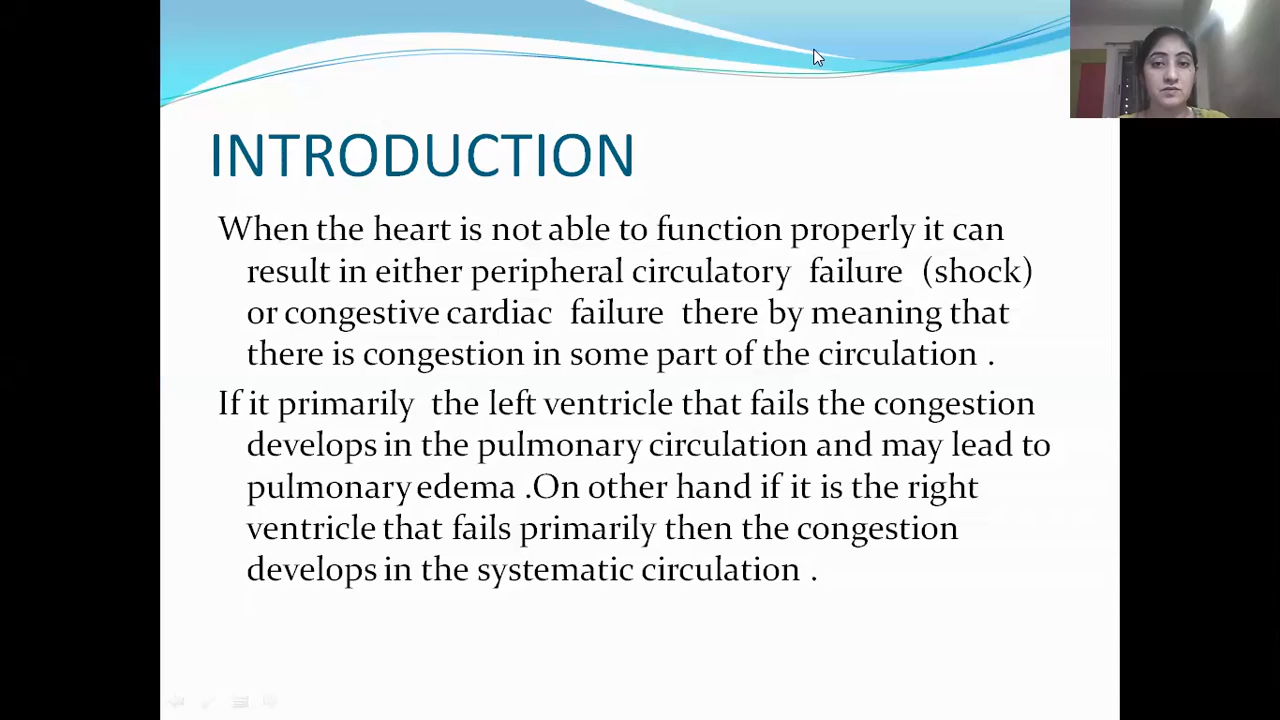 INTRODUCTION
When the heart is not able to function properly it can
result in either peripheral circulatory failure (shock)
or congestive cardiac failure there by meaning that
there is congestion in some part of the circulation .
If it primarily the left ventricle that fails the congestion
develops in the pulmonary circulation and may lead to
pulmonary edema .On other hand if it is the right
ventricle that fails primarily then the congestion
develops in the systematic circulation .